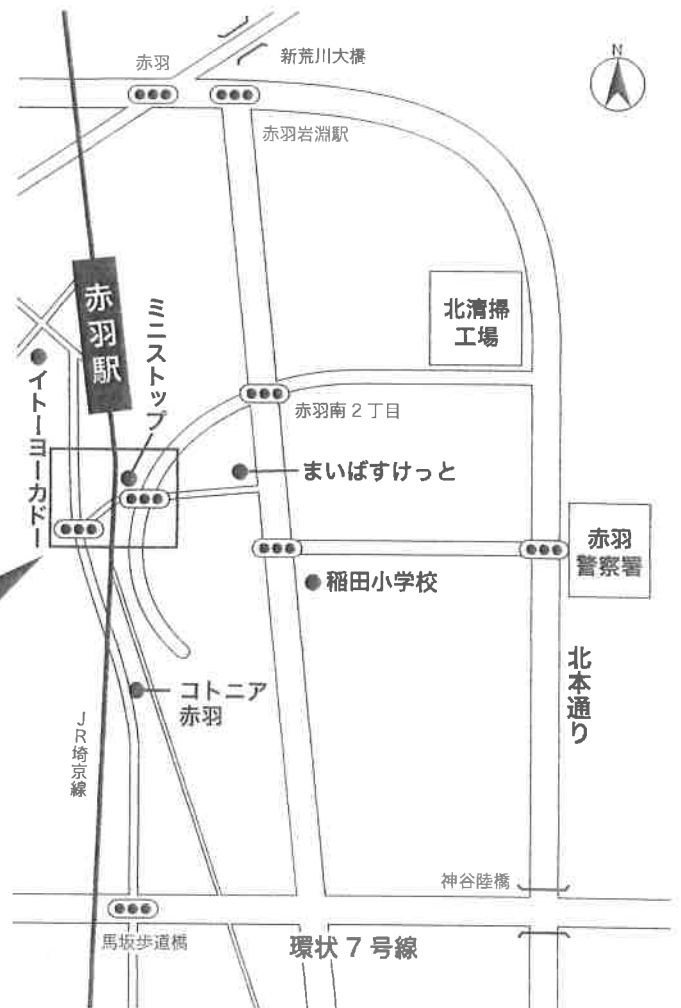 赤羽
新荒川大橋
N
赤羽岩淵駅
赤羽駅
ミニストップ
北清掃
工場
イトーヨーカドー
赤羽南2丁目
まいばすけっと
赤羽
警察署
稲田小学校
コトニア
赤羽
北本通り
JR埼京線
神谷陸橋
馬坂歩道橋
環状7号線